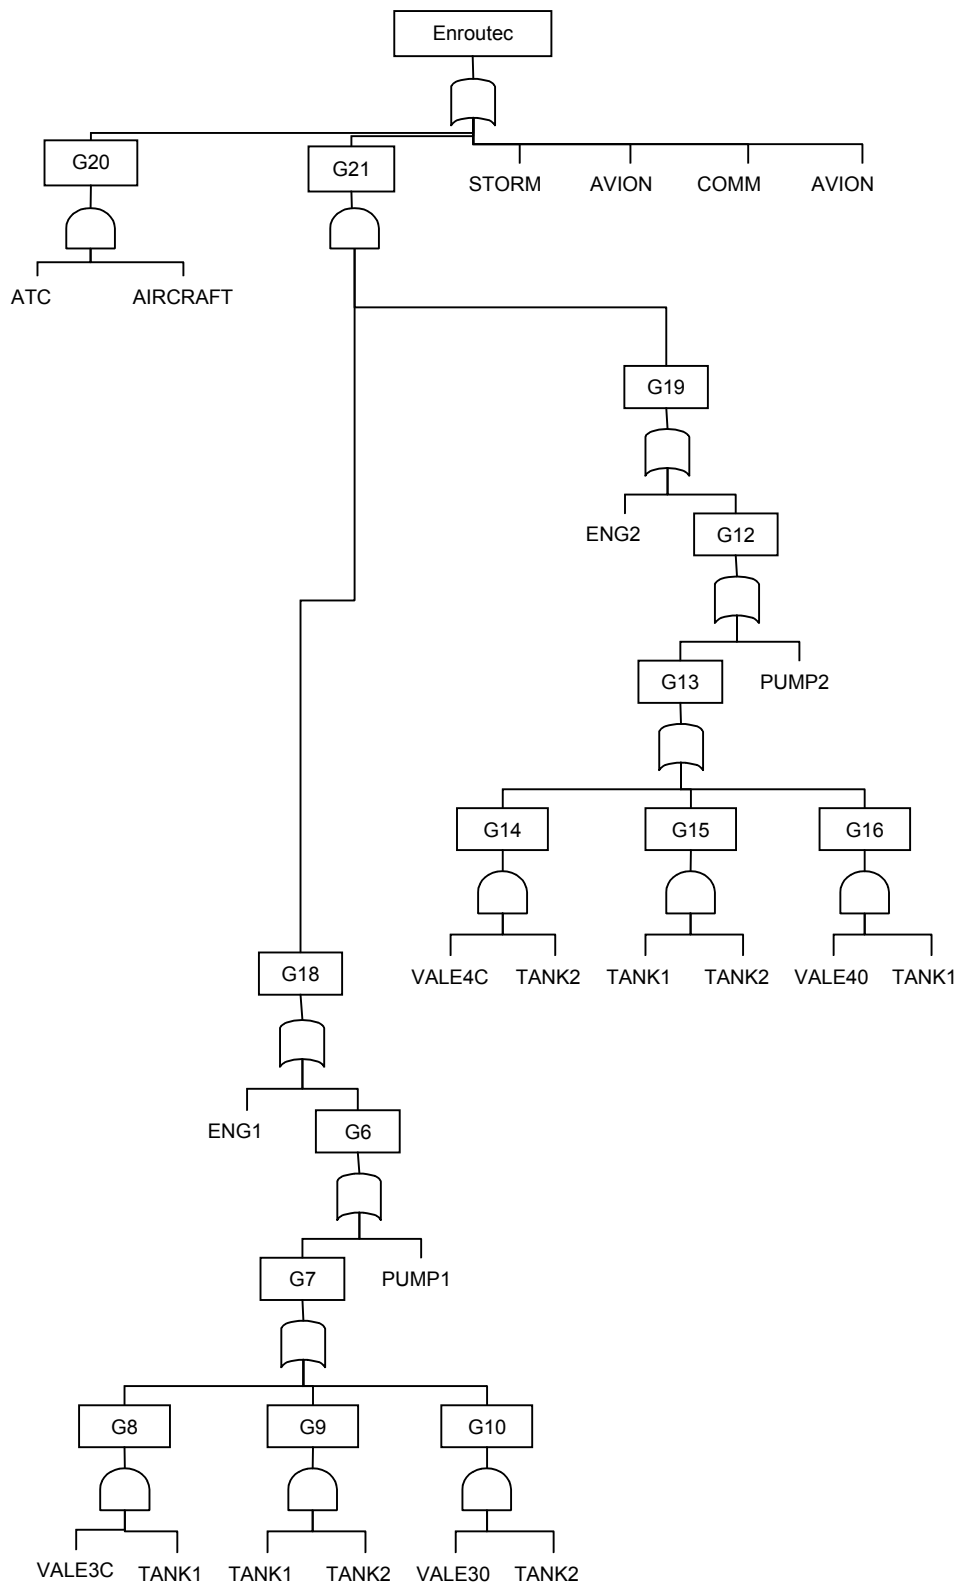 Enroutec
G20
G21
STORM
AVION
COMM
AVION
ATC
AIRCRAFT
G19
ENG2
G12
G13
PUMP2
G14
G15
G16
VALE4C
TANK2
TANK1
TANK2
VALE40
TANK1
G18
ENG1
G6
G7
PUMP1
G8
G9
G10
VALE3C
TANK1
TANK1
TANK2
VALE30
TANK2